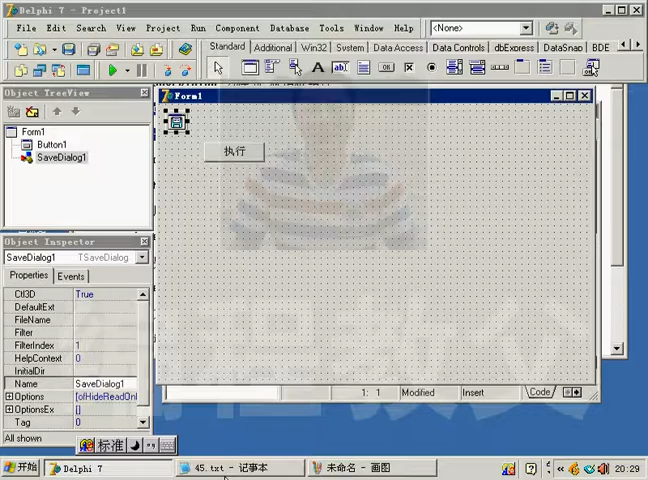 Delphi 7 - Project1
File Edit Search View Project Run Component Database Tools Window Help
<None>
Standard Additional Win32 System Data Access Data Controls dbExpress DataSnap BDE
Object TreeView
Form1
Button1
SaveDialog1
Form1
执行
Object Inspector
SaveDialog1 TSaveDialog
Properties Events
Ctl3D True
DefaultExt
FileName
Filter
FilterIndex 1
HelpContext 0
InitialDir
Name SaveDialog1
Options [ofHideReadOnl
OptionsEx []
Tag 0
All shown
1: 1 Modified Insert Code
标准
开始 Delphi 7 45.txt - 记事本 未命名 - 画图 20:29